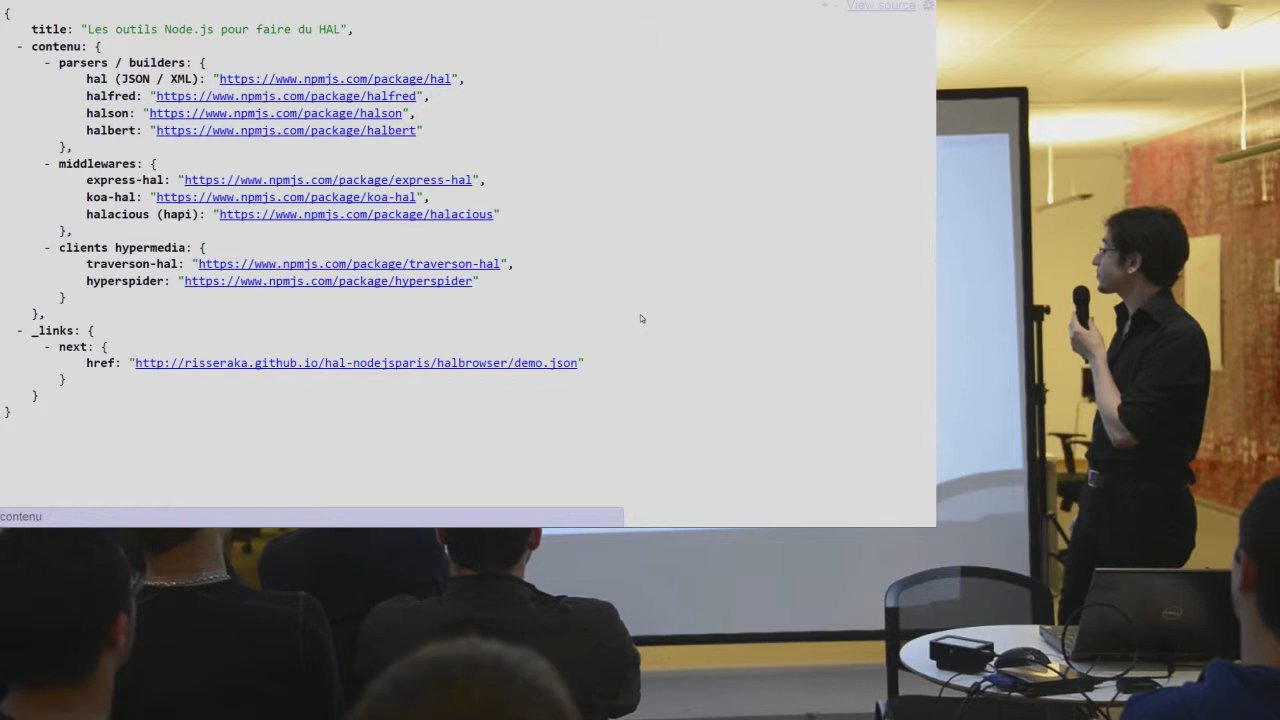 + - View source
{
title: "Les outils Node.js pour faire du HAL",
- contenu: {
- parsers / builders: {
hal (JSON / XML): "https://www.npmjs.com/package/hal",
halfred: "https://www.npmjs.com/package/halfred",
halson: "https://www.npmjs.com/package/halson",
halbert: "https://www.npmjs.com/package/halbert"
},
- middlewares: {
express-hal: "https://www.npmjs.com/package/express-hal",
koa-hal: "https://www.npmjs.com/package/koa-hal",
halacious (hapi): "https://www.npmjs.com/package/halacious"
},
- clients hypermedia: {
traverson-hal: "https://www.npmjs.com/package/traverson-hal",
hyperspider: "https://www.npmjs.com/package/hyperspider"
}
},
- _links: {
- next: {
href: "http://risseraka.github.io/hal-nodejsparis/halbrowser/demo.json"
}
}
}
contenu
DELL